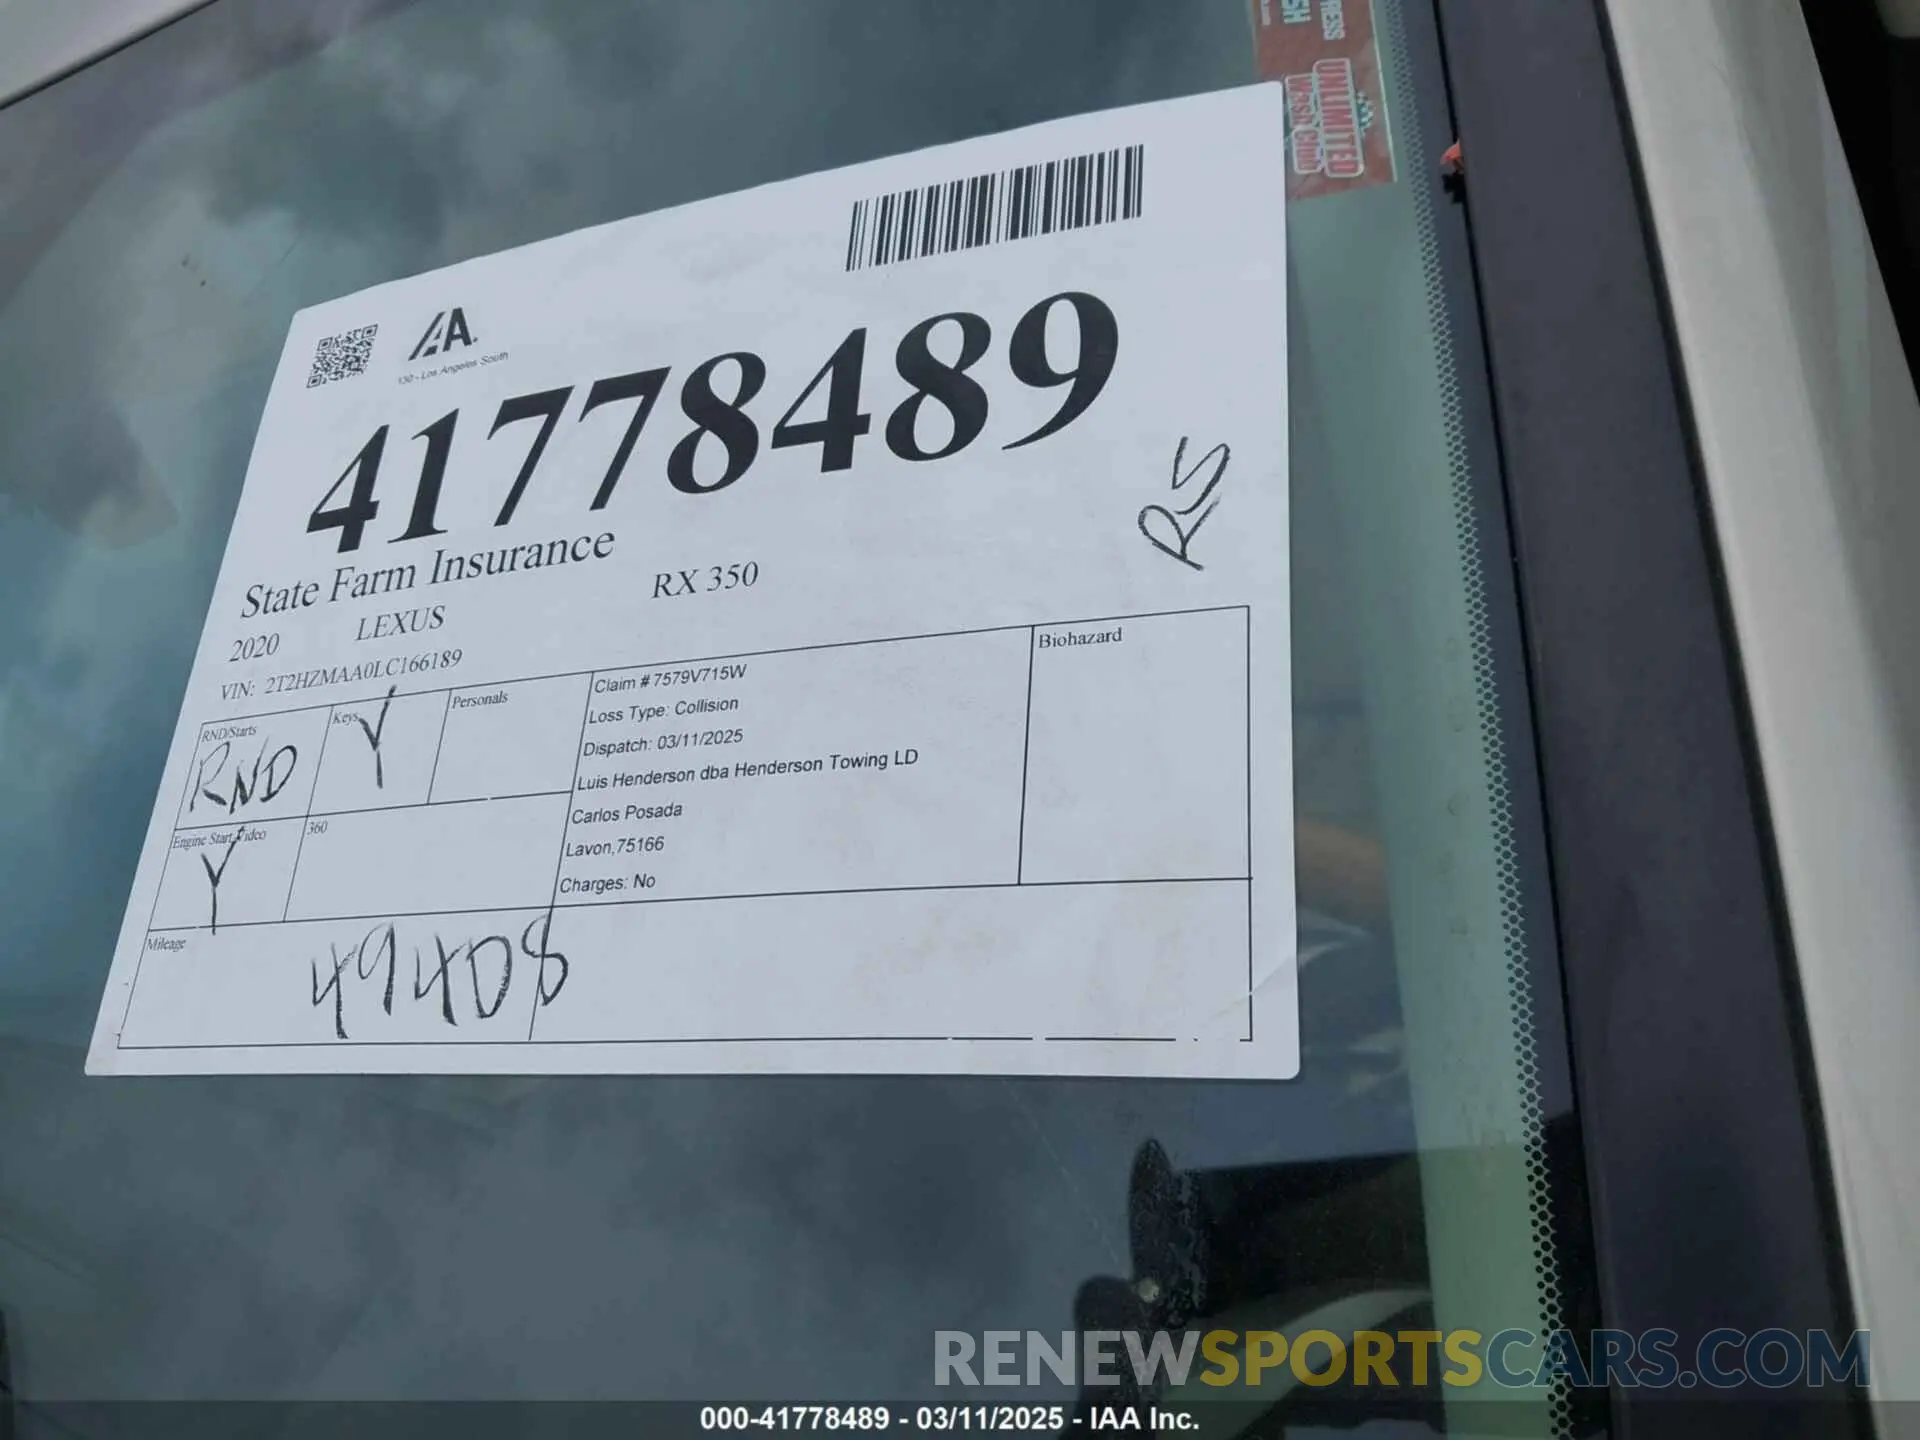 RESS
SH
UNLIMITED
Wash Club
IAA.
130 - Los Angeles South
41778489
RS
State Farm Insurance
2020 LEXUS RX 350
VIN: 2T2HZMAA0LC166189
RND/Starts
RND
Keys
Y
Personals
Engine Start Video
Y
360
Claim # 7579V715W
Loss Type: Collision
Dispatch: 03/11/2025
Luis Henderson dba Henderson Towing LD
Carlos Posada
Lavon,75166
Charges: No
Biohazard
Mileage
49408
RENEWSPORTSCARS.COM
000-41778489 - 03/11/2025 - IAA Inc.